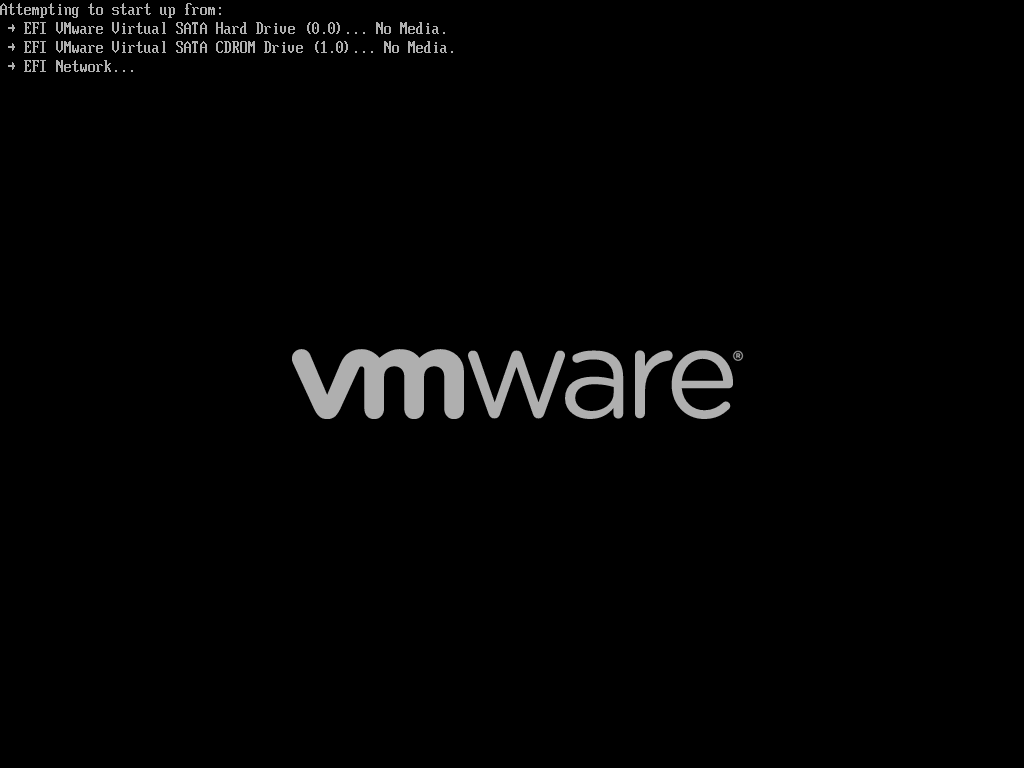 Attempting to start up from:
→ EFI VMware Virtual SATA Hard Drive (0.0)... No Media.
→ EFI VMware Virtual SATA CDROM Drive (1.0)... No Media.
→ EFI Network...
vmware®